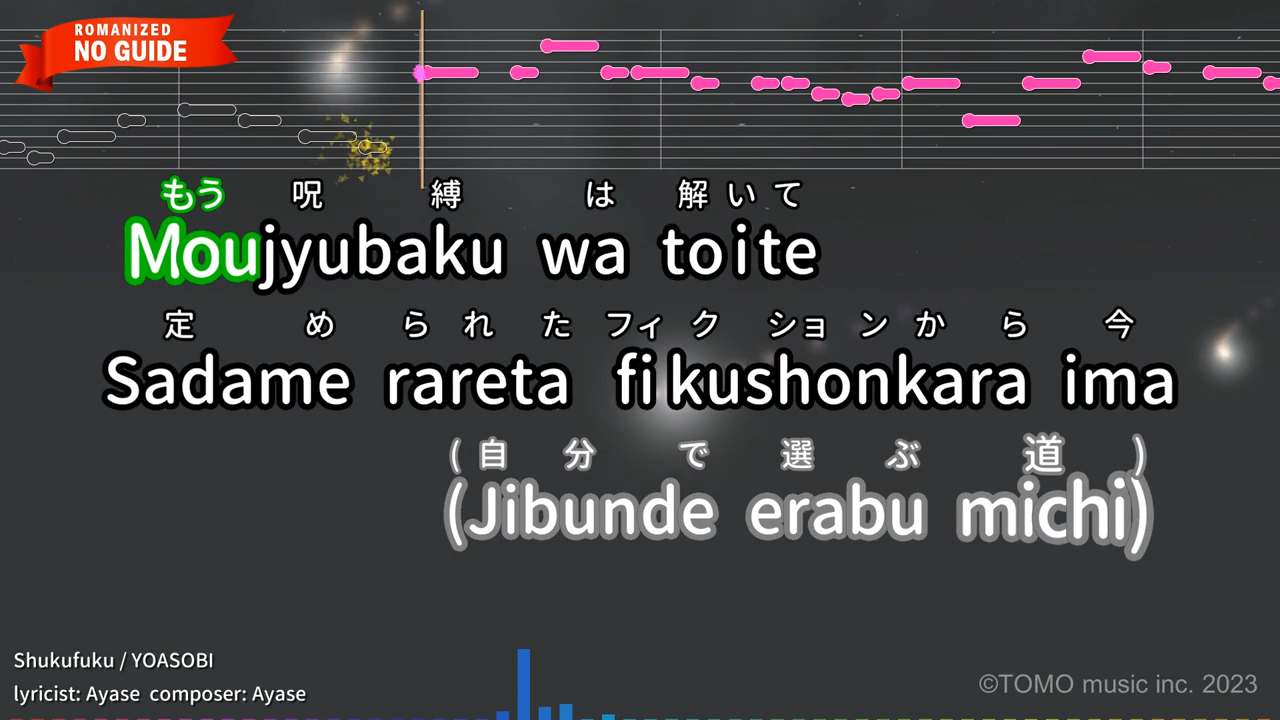 ROMANIZED
NO GUIDE
もう 呪 縛 は 解 い て
Moujyubaku wa toite
定 め ら れ た フィ ク ション か ら 今
Sadame rareta fikushonkara ima
( 自 分 で 選 ぶ 道 )
(Jibunde erabu michi)
Shukufuku / YOASOBI
lyricist: Ayase composer: Ayase
©TOMO music inc. 2023